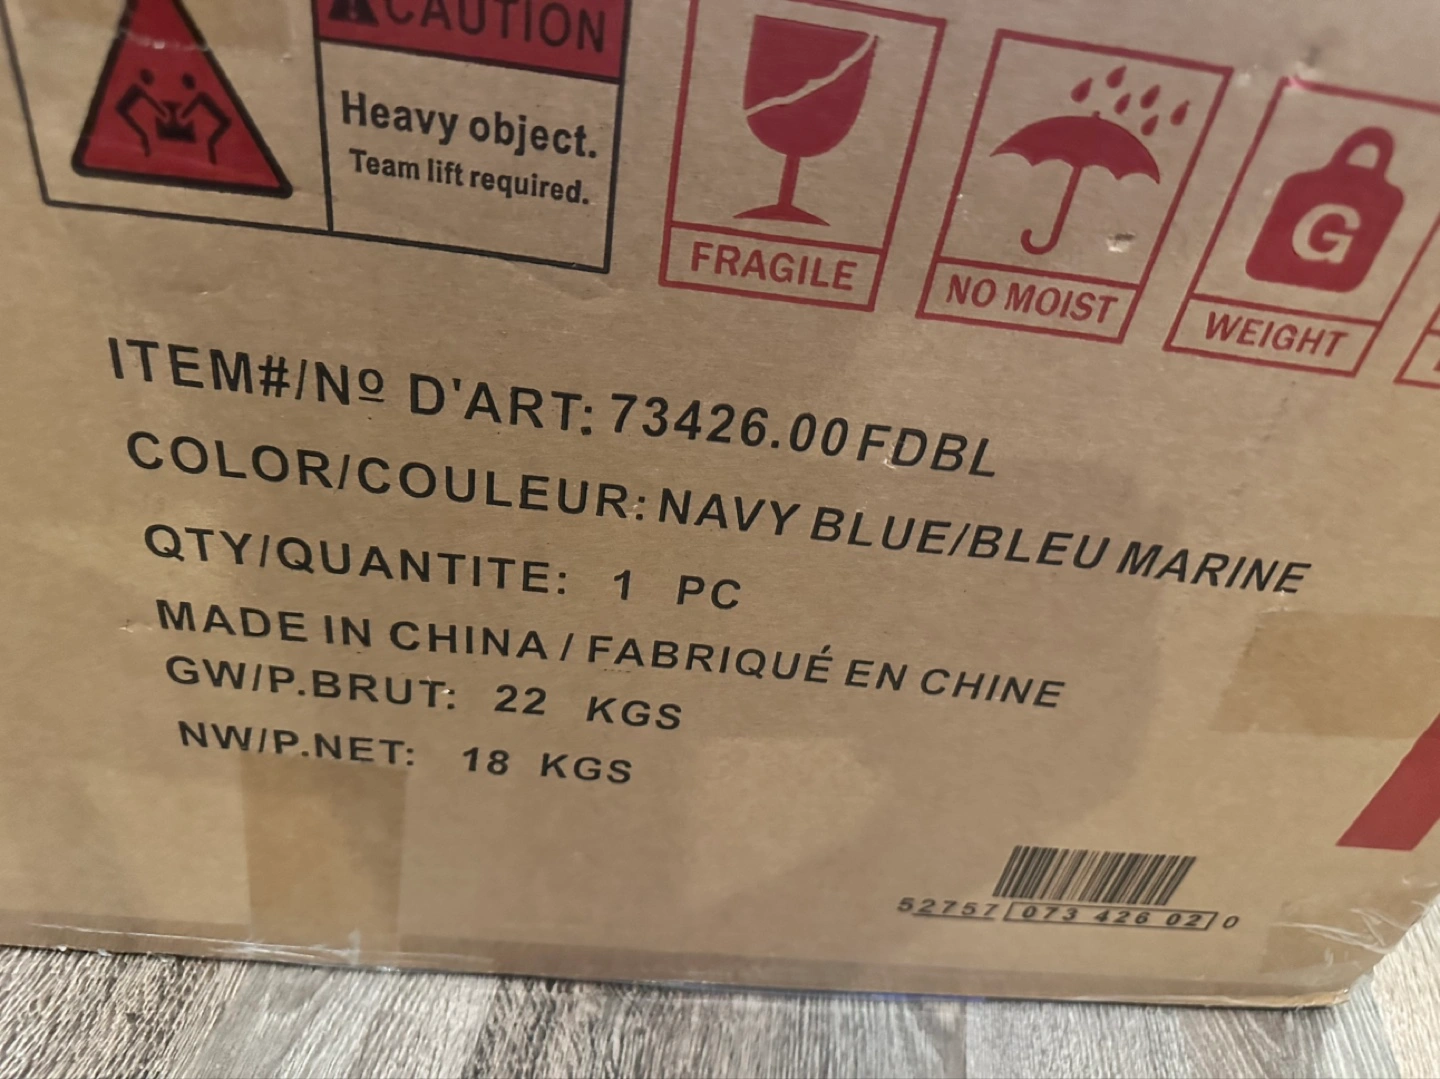 CAUTION
Heavy object.
Team lift required.
FRAGILE
NO MOIST
G
WEIGHT
ITEM#/Nº D'ART: 73426.00FDBL
COLOR/COULEUR: NAVY BLUE/BLEU MARINE
QTY/QUANTITE: 1 PC
MADE IN CHINA / FABRIQUÉ EN CHINE
GW/P.BRUT: 22 KGS
NW/P.NET: 18 KGS
52757 073 426 02 0